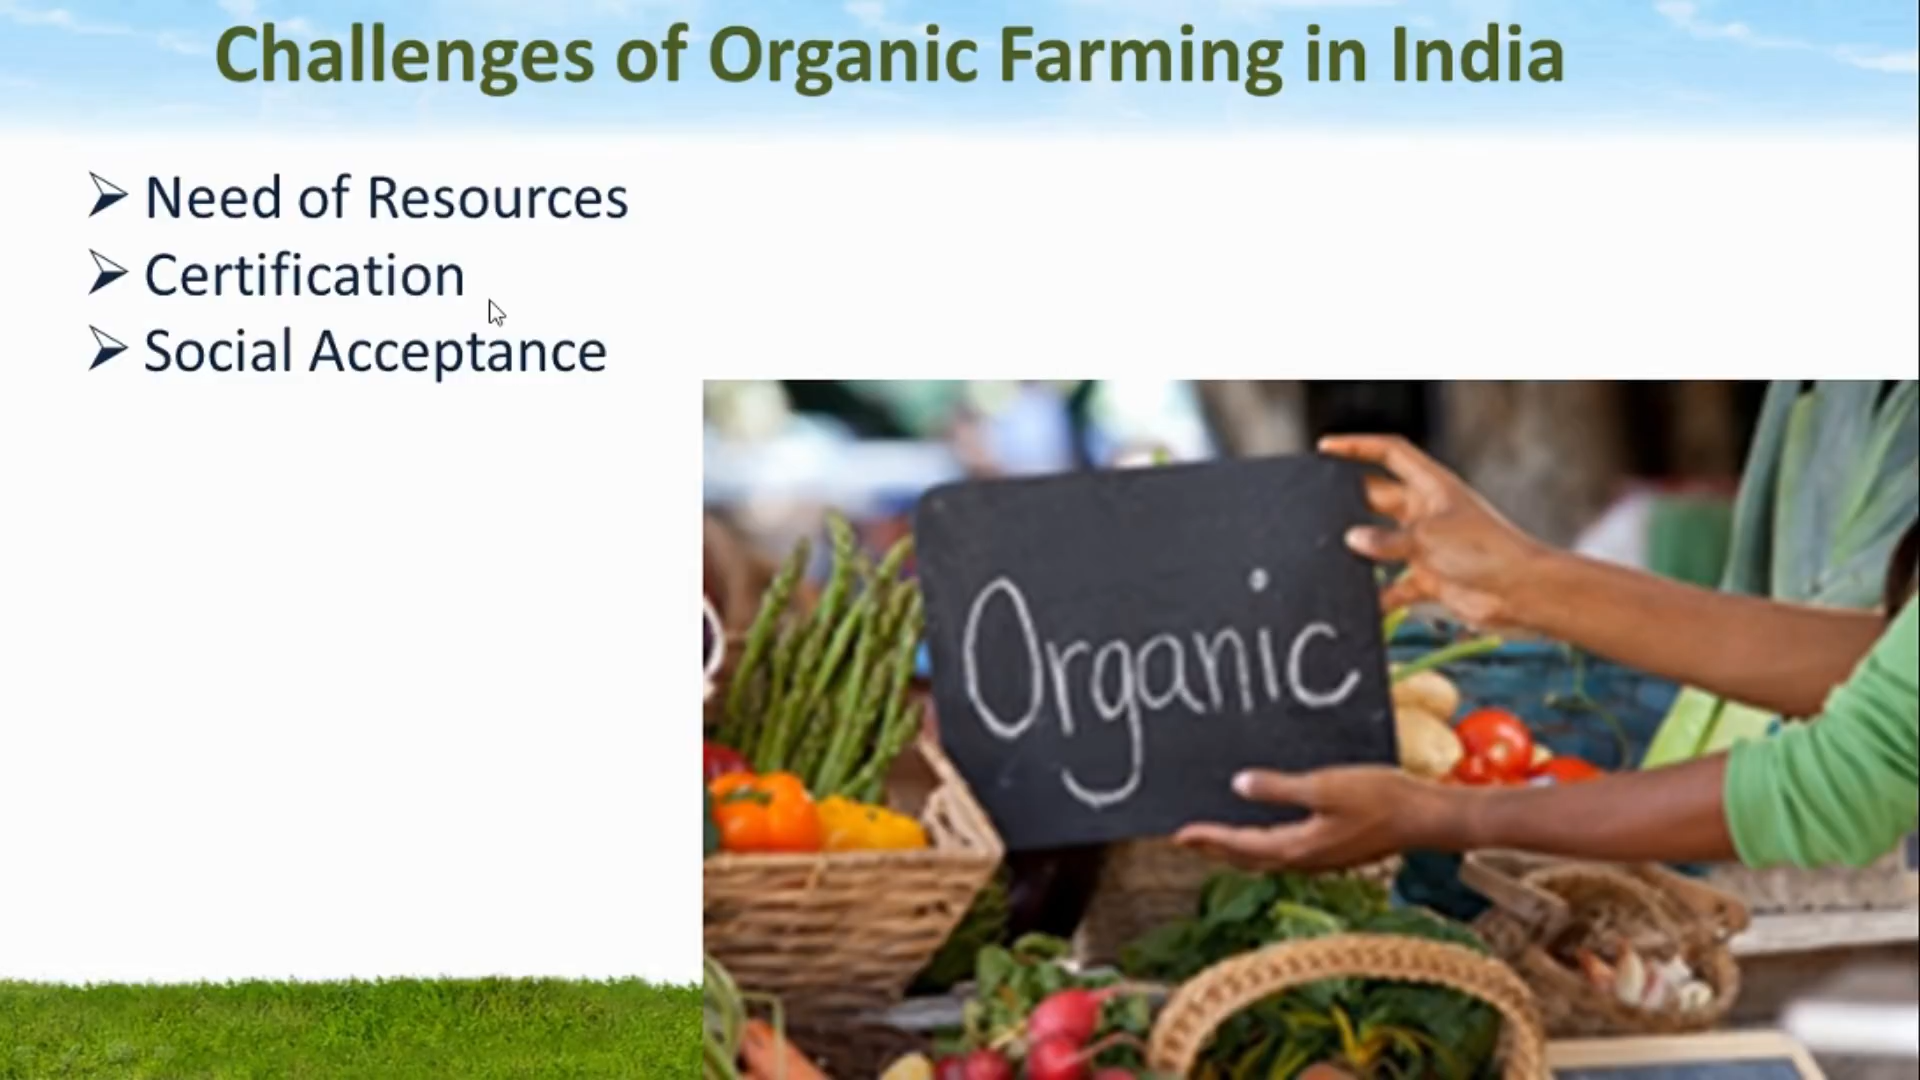 Challenges of Organic Farming in India
Need of Resources
Certification
Social Acceptance
Organic